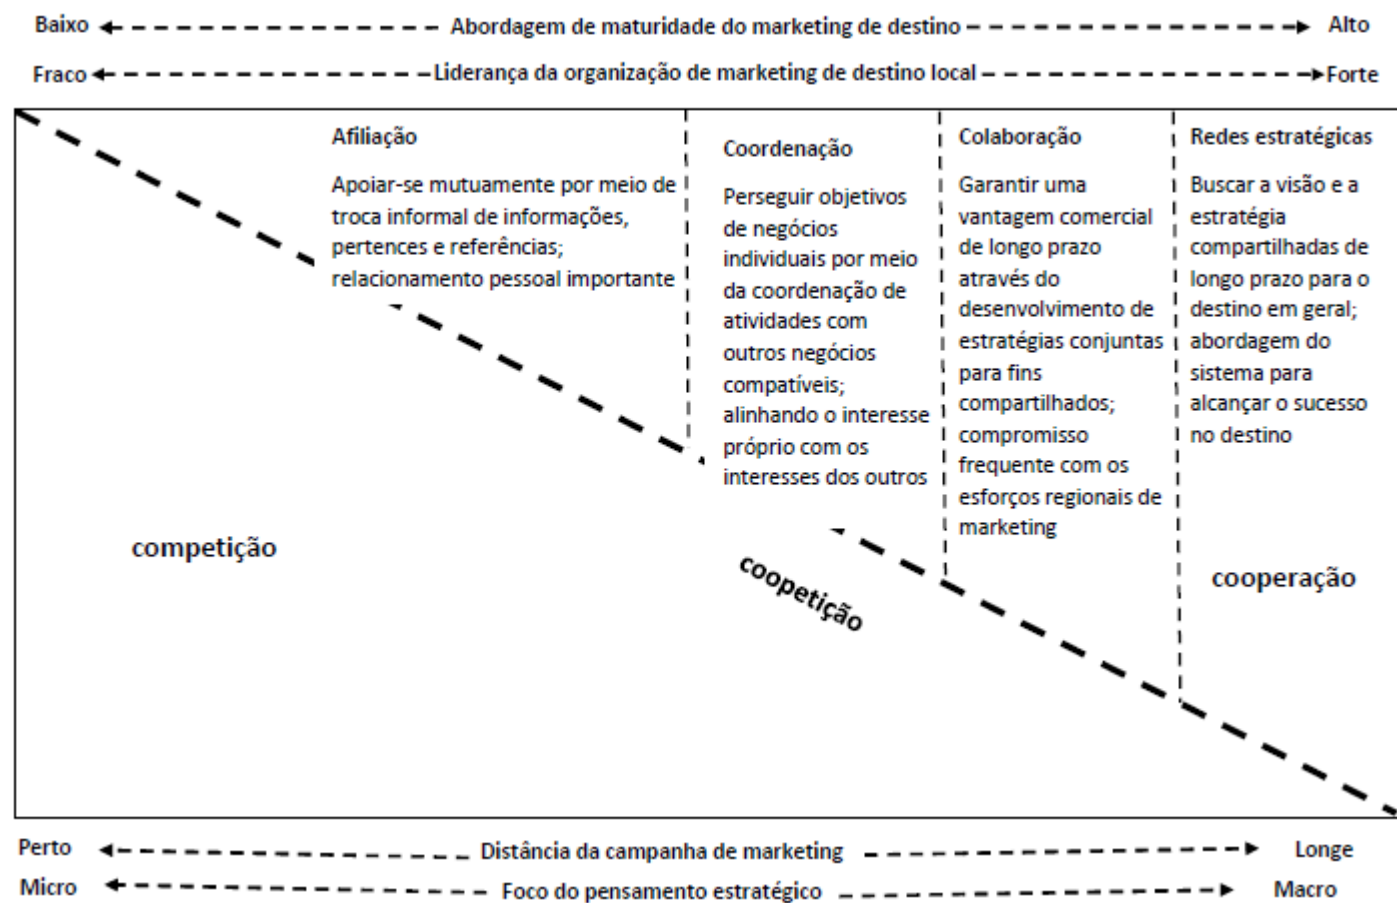 Baixo Abordagem de maturidade do marketing de destino Alto
Fraco Liderança da organização de marketing de destino local Forte
Afiliação
Apoiar-se mutuamente por meio de
troca informal de informações,
pertences e referências;
relacionamento pessoal importante
Coordenação
Perseguir objetivos
de negócios
individuais por meio
da coordenação de
atividades com
outros negócios
compatíveis;
alinhando o interesse
próprio com os
interesses dos outros
Colaboração
Garantir uma
vantagem comercial
de longo prazo
através do
desenvolvimento de
estratégias conjuntas
para fins
compartilhados;
compromisso
frequente com os
esforços regionais de
marketing
Redes estratégicas
Buscar a visão e a
estratégia
compartilhadas de
longo prazo para o
destino em geral;
abordagem do
sistema para
alcançar o sucesso
no destino
competição
coopetição
cooperação
Perto Distância da campanha de marketing Longe
Micro Foco do pensamento estratégico Macro